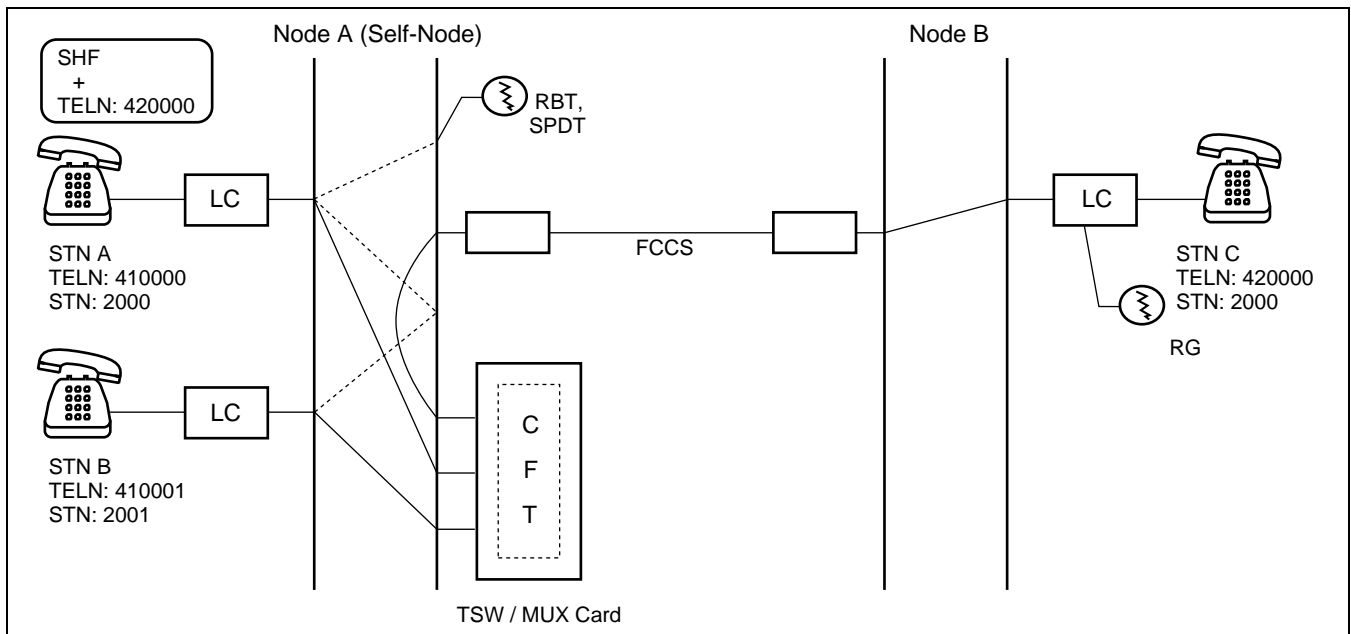 Node A (Self-Node)
Node B
SHF
+
TELN: 420000
RBT,
SPDT
LC
LC
FCCS
STN A
TELN: 410000
STN: 2000
STN C
TELN: 420000
STN: 2000
RG
LC
C
F
T
STN B
TELN: 410001
STN: 2001
TSW / MUX Card